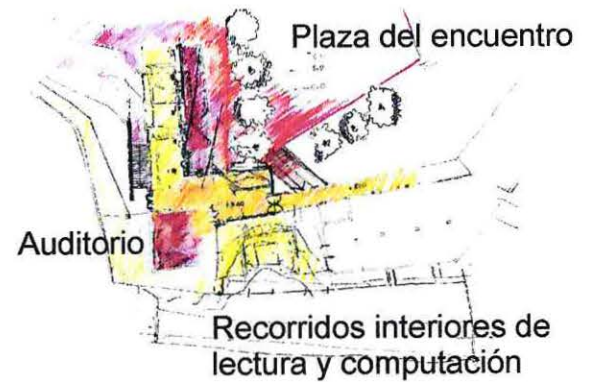 Plaza del encuentro
Auditorio
Recorridos interiores de
lectura y computación